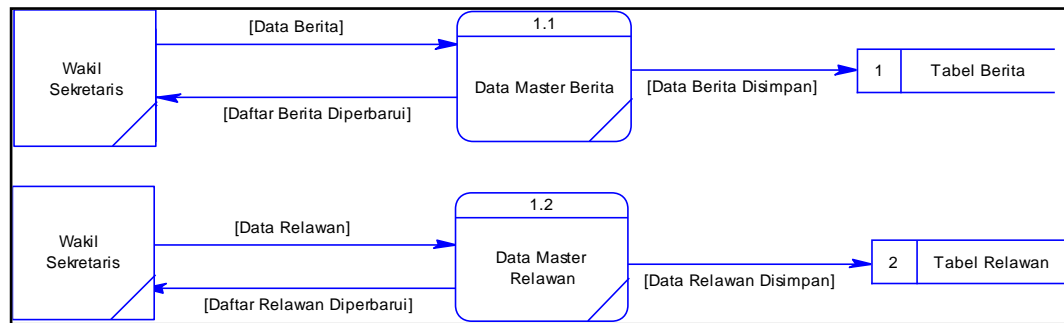 [Data Berita]
1.1
Wakil
Sekretaris
Data Master Berita
1
Tabel Berita
[Data Berita Disimpan]
[Daftar Berita Diperbarui]
1.2
[Data Relawan]
Wakil
Sekretaris
Data Master
Relawan
2
Tabel Relawan
[Data Relawan Disimpan]
[Daftar Relawan Diperbarui]